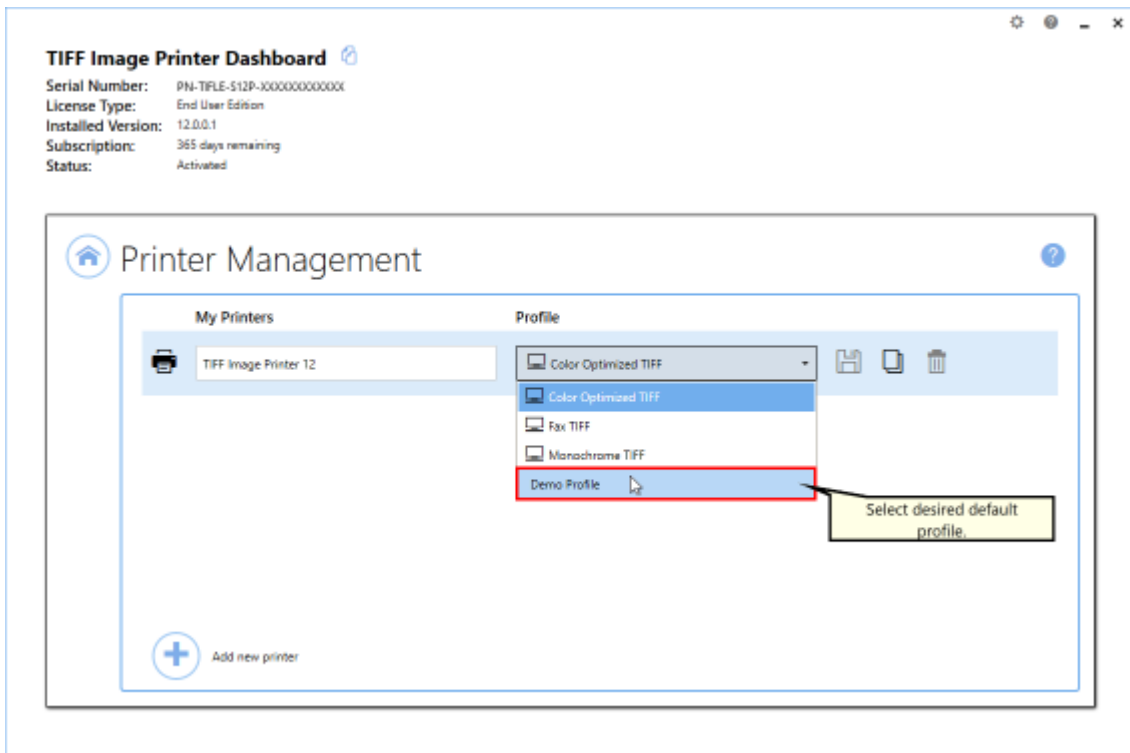 TIFF Image Printer Dashboard
Serial Number: PN-TIFLE-S12P-XXXXXXXXXXXX
License Type: End User Edition
Installed Version: 12.0.0.1
Subscription: 365 days remaining
Status: Activated
Printer Management
My Printers Profile
TIFF Image Printer 12 Color Optimized TIFF
Color Optimized TIFF
Fax TIFF
Monochrome TIFF
Demo Profile
Select desired default
profile.
Add new printer